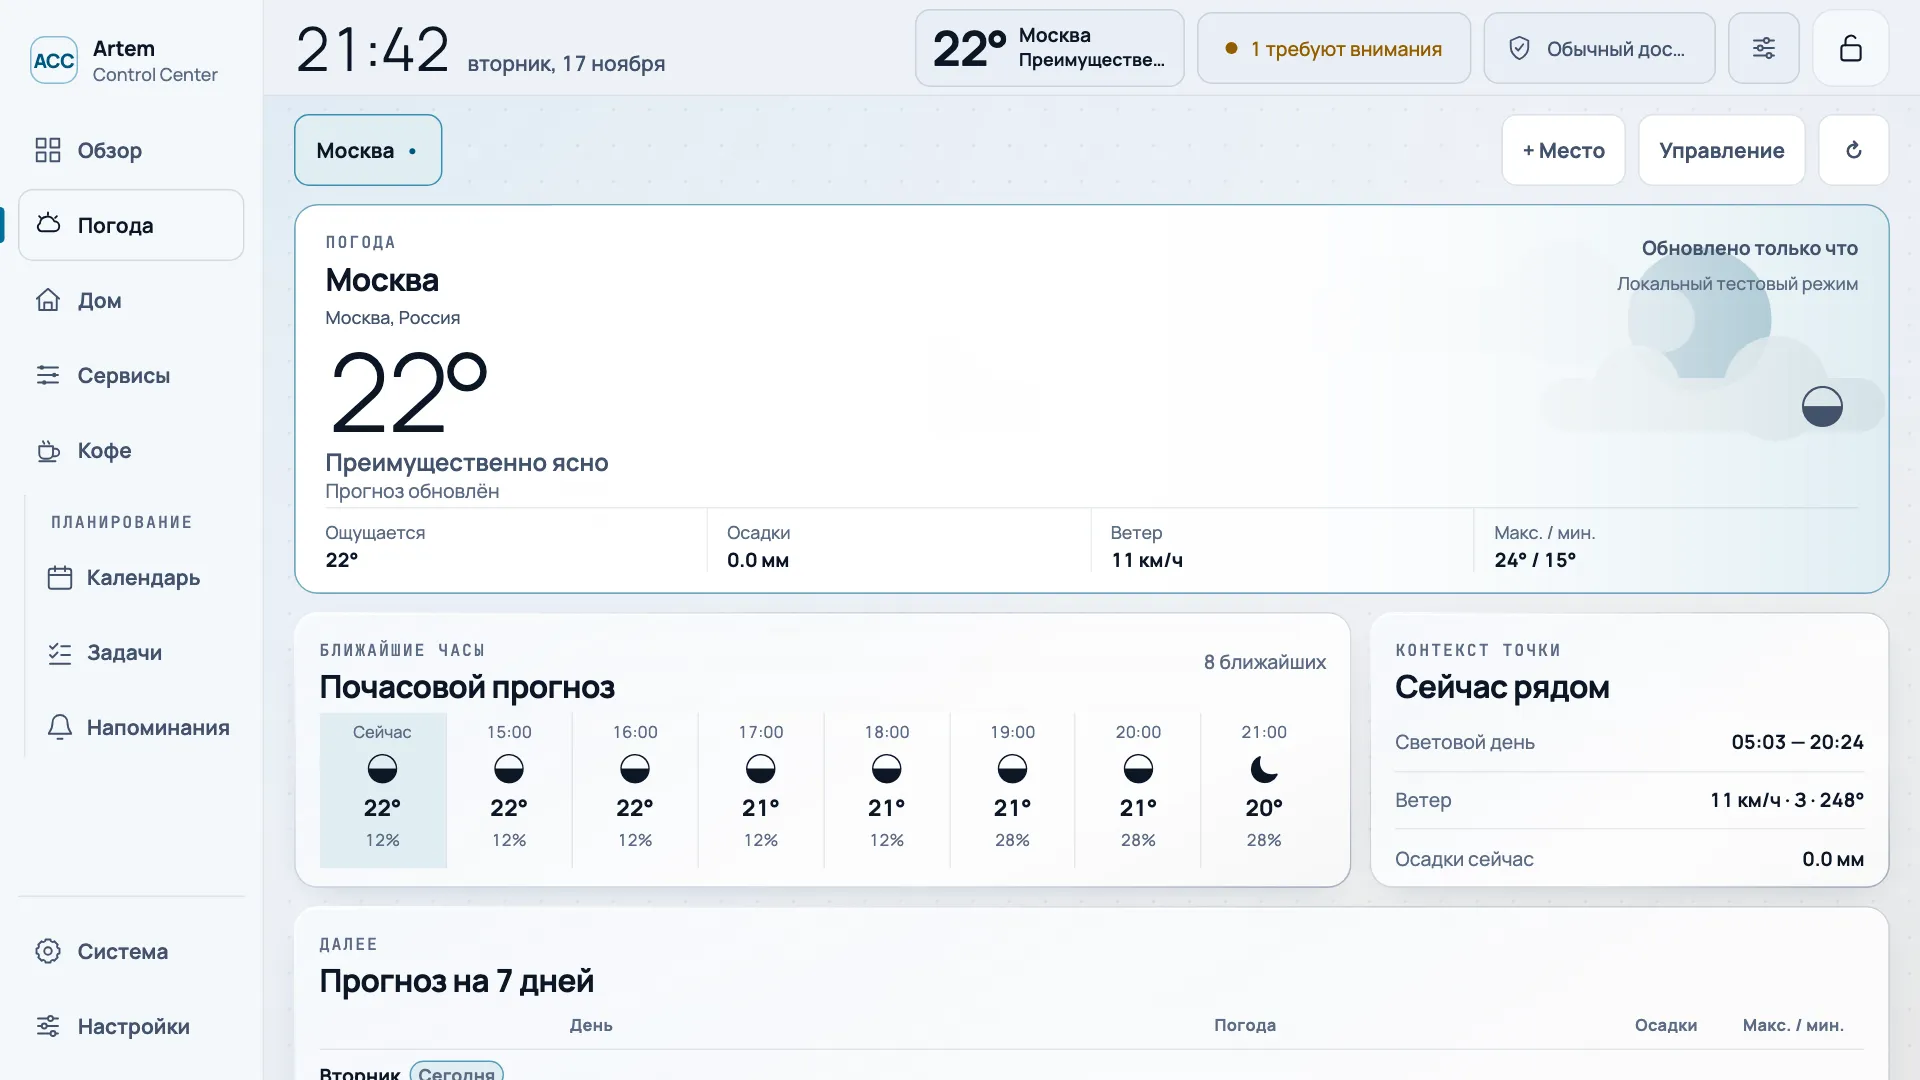 ACC
Artem
Control Center
21:42
вторник, 17 ноября
22°
Москва
Преимуществе...
1 требуют внимания
Обычный дос...
Обзор
Погода
Дом
Сервисы
Кофе
ПЛАНИРОВАНИЕ
Календарь
Задачи
Напоминания
Система
Настройки
Москва •
+ Место
Управление
ПОГОДА
Москва
Москва, Россия
22°
Преимущественно ясно
Прогноз обновлён
Обновлено только что
Локальный тестовый режим
Ощущается
22°
Осадки
0.0 мм
Ветер
11 км/ч
Макс. / мин.
24° / 15°
БЛИЖАЙШИЕ ЧАСЫ
Почасовой прогноз
8 ближайших
Сейчас 15:00 16:00 17:00 18:00 19:00 20:00 21:00
22° 22° 22° 21° 21° 21° 21° 20°
12% 12% 12% 12% 12% 28% 28% 28%
КОНТЕКСТ ТОЧКИ
Сейчас рядом
Световой день 05:03 — 20:24
Ветер 11 км/ч · З · 248°
Осадки сейчас 0.0 мм
ДАЛЕЕ
Прогноз на 7 дней
День Погода Осадки Макс. / мин.
Вторник Сегодня